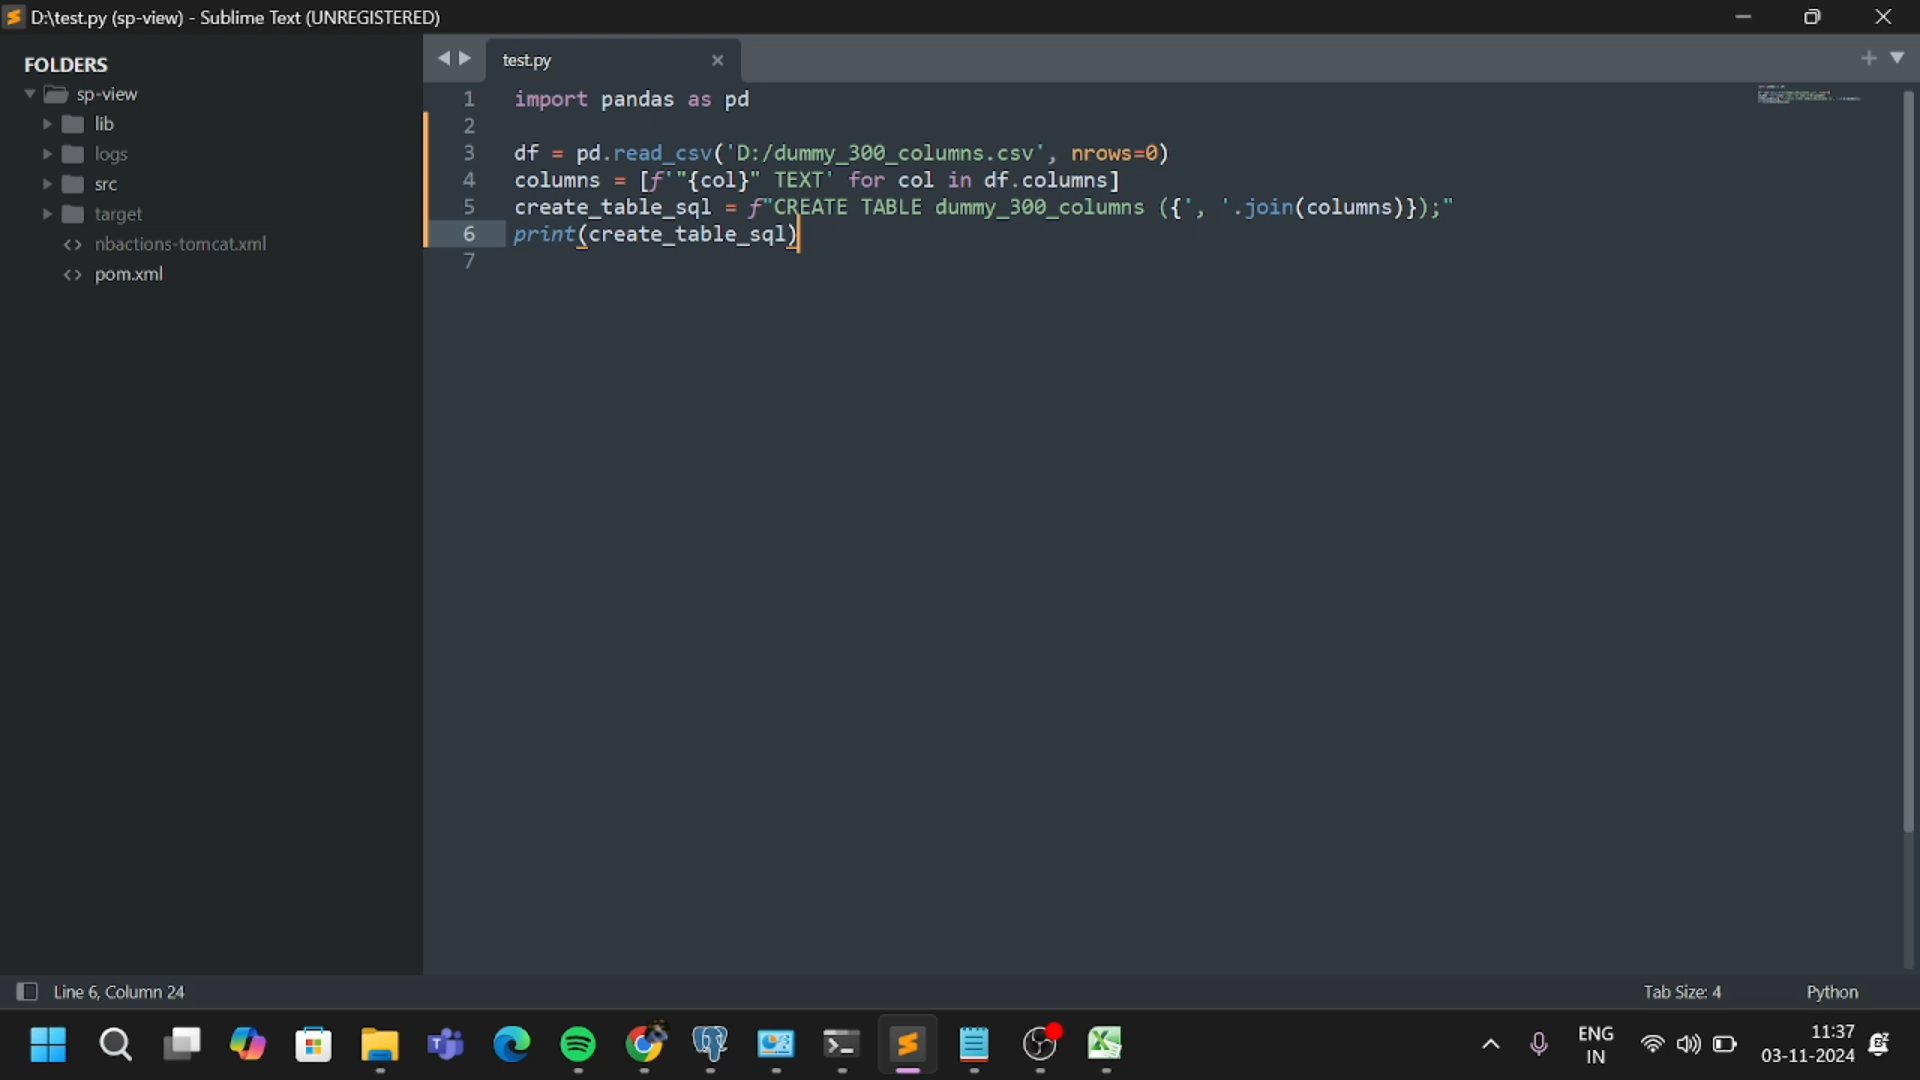 D:\test.py (sp-view) - Sublime Text (UNREGISTERED)
FOLDERS
sp-view
lib
logs
src
target
<> nbactions-tomcat.xml
<> pom.xml
test.py
1 import pandas as pd
2
3 df = pd.read_csv('D:/dummy_300_columns.csv', nrows=0)
4 columns = [f'"{col}" TEXT' for col in df.columns]
5 create_table_sql = f"CREATE TABLE dummy_300_columns ({', '.join(columns)});"
6 print(create_table_sql)
7
Line 6, Column 24
Tab Size: 4
Python
ENG
IN
11:37
03-11-2024